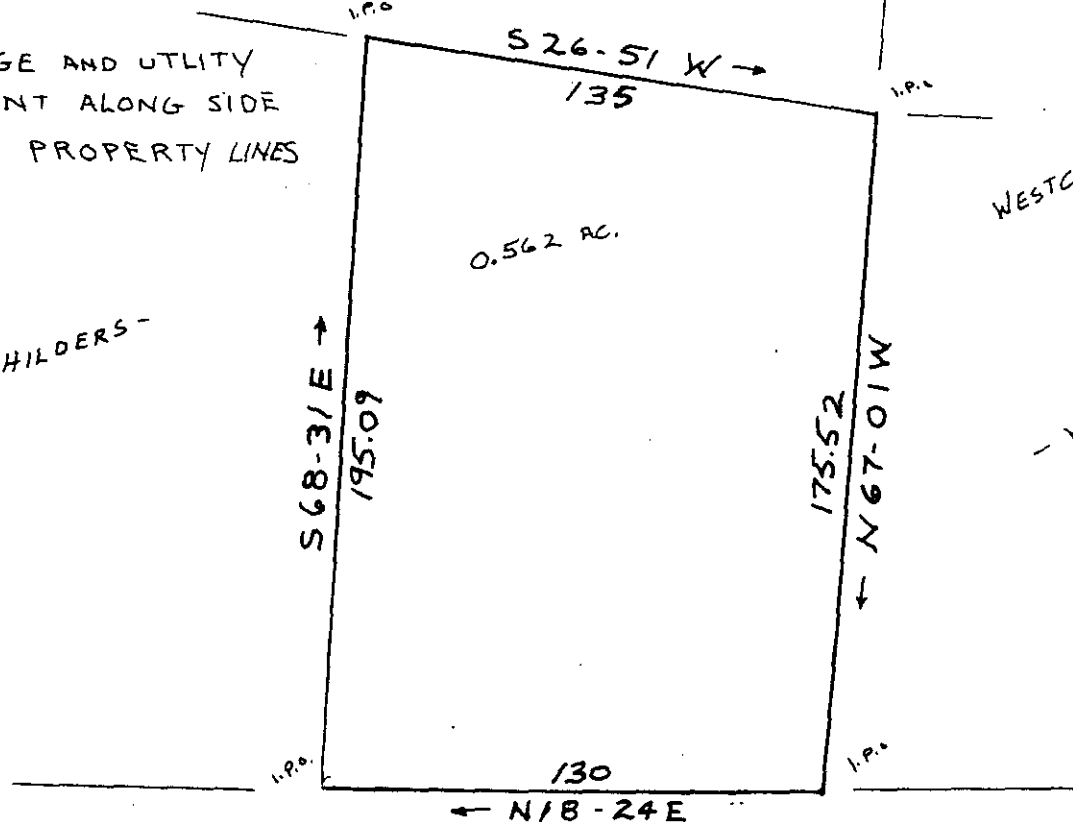 I.P.O
S 26-51 W →
135
I.P.O
GE AND UTLITY
NT ALONG SIDE
PROPERTY LINES
WESTC
0.562 AC.
HILDERS-
S 68-31 E →
195.09
175.52
← N 67-01 W
I.P.O.
130
← N 18-24 E
I.P.O